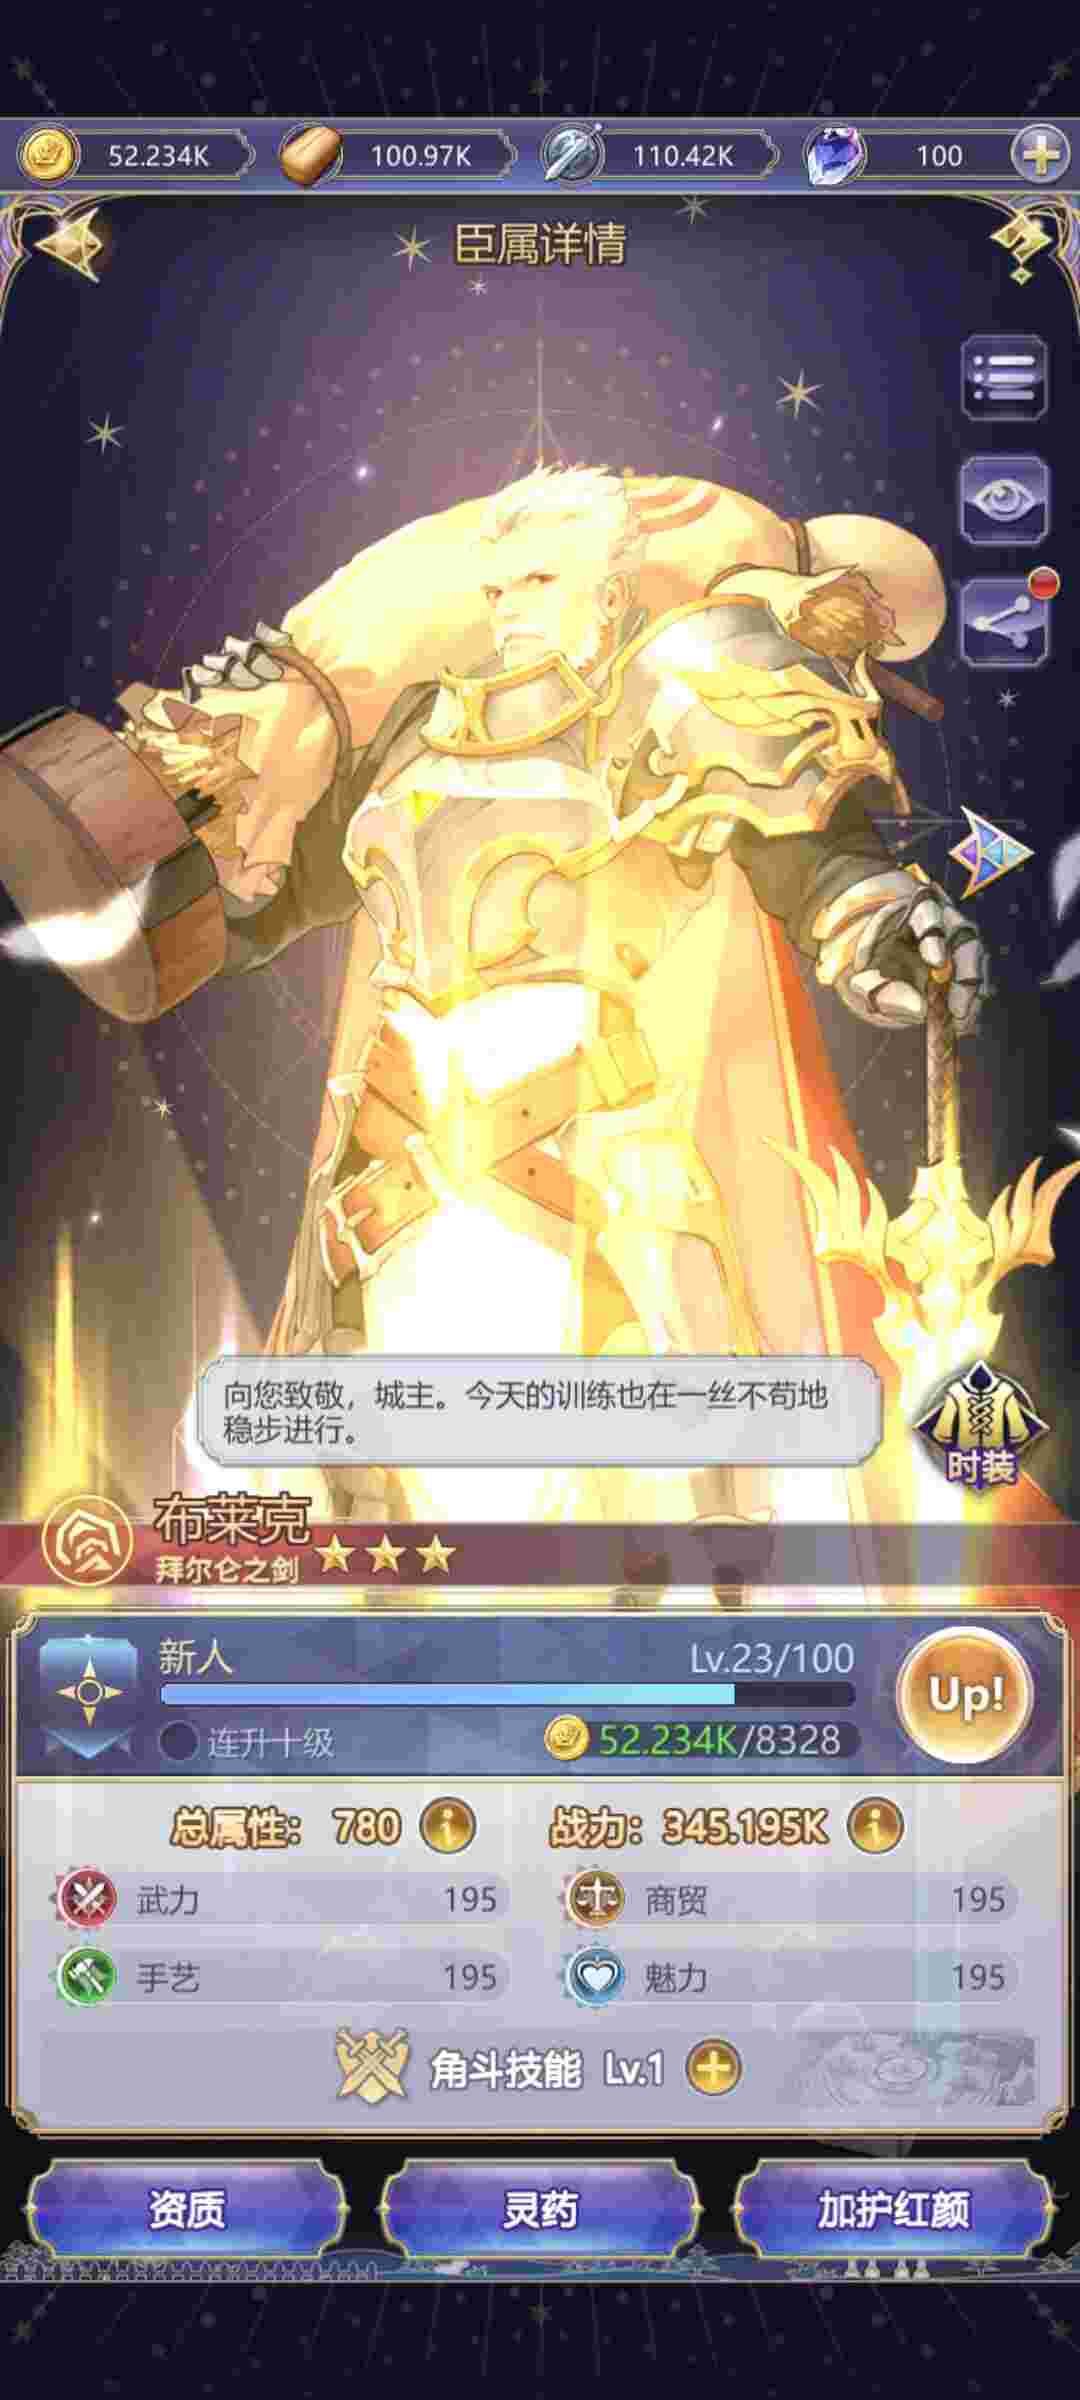 52.234K
100.97K
110.42K
100
臣属详情
向您致敬，城主。今天的训练也在一丝不苟地
稳步进行。
时装
布莱克
拜尔仑之剑
新人
Lv.23/100
Up!
连升十级
52.234K/8328
总属性： 780
战力：345.195K
武力 195
商贸 195
手艺 195
魅力 195
角斗技能 Lv.1
资质
灵药
加护红颜